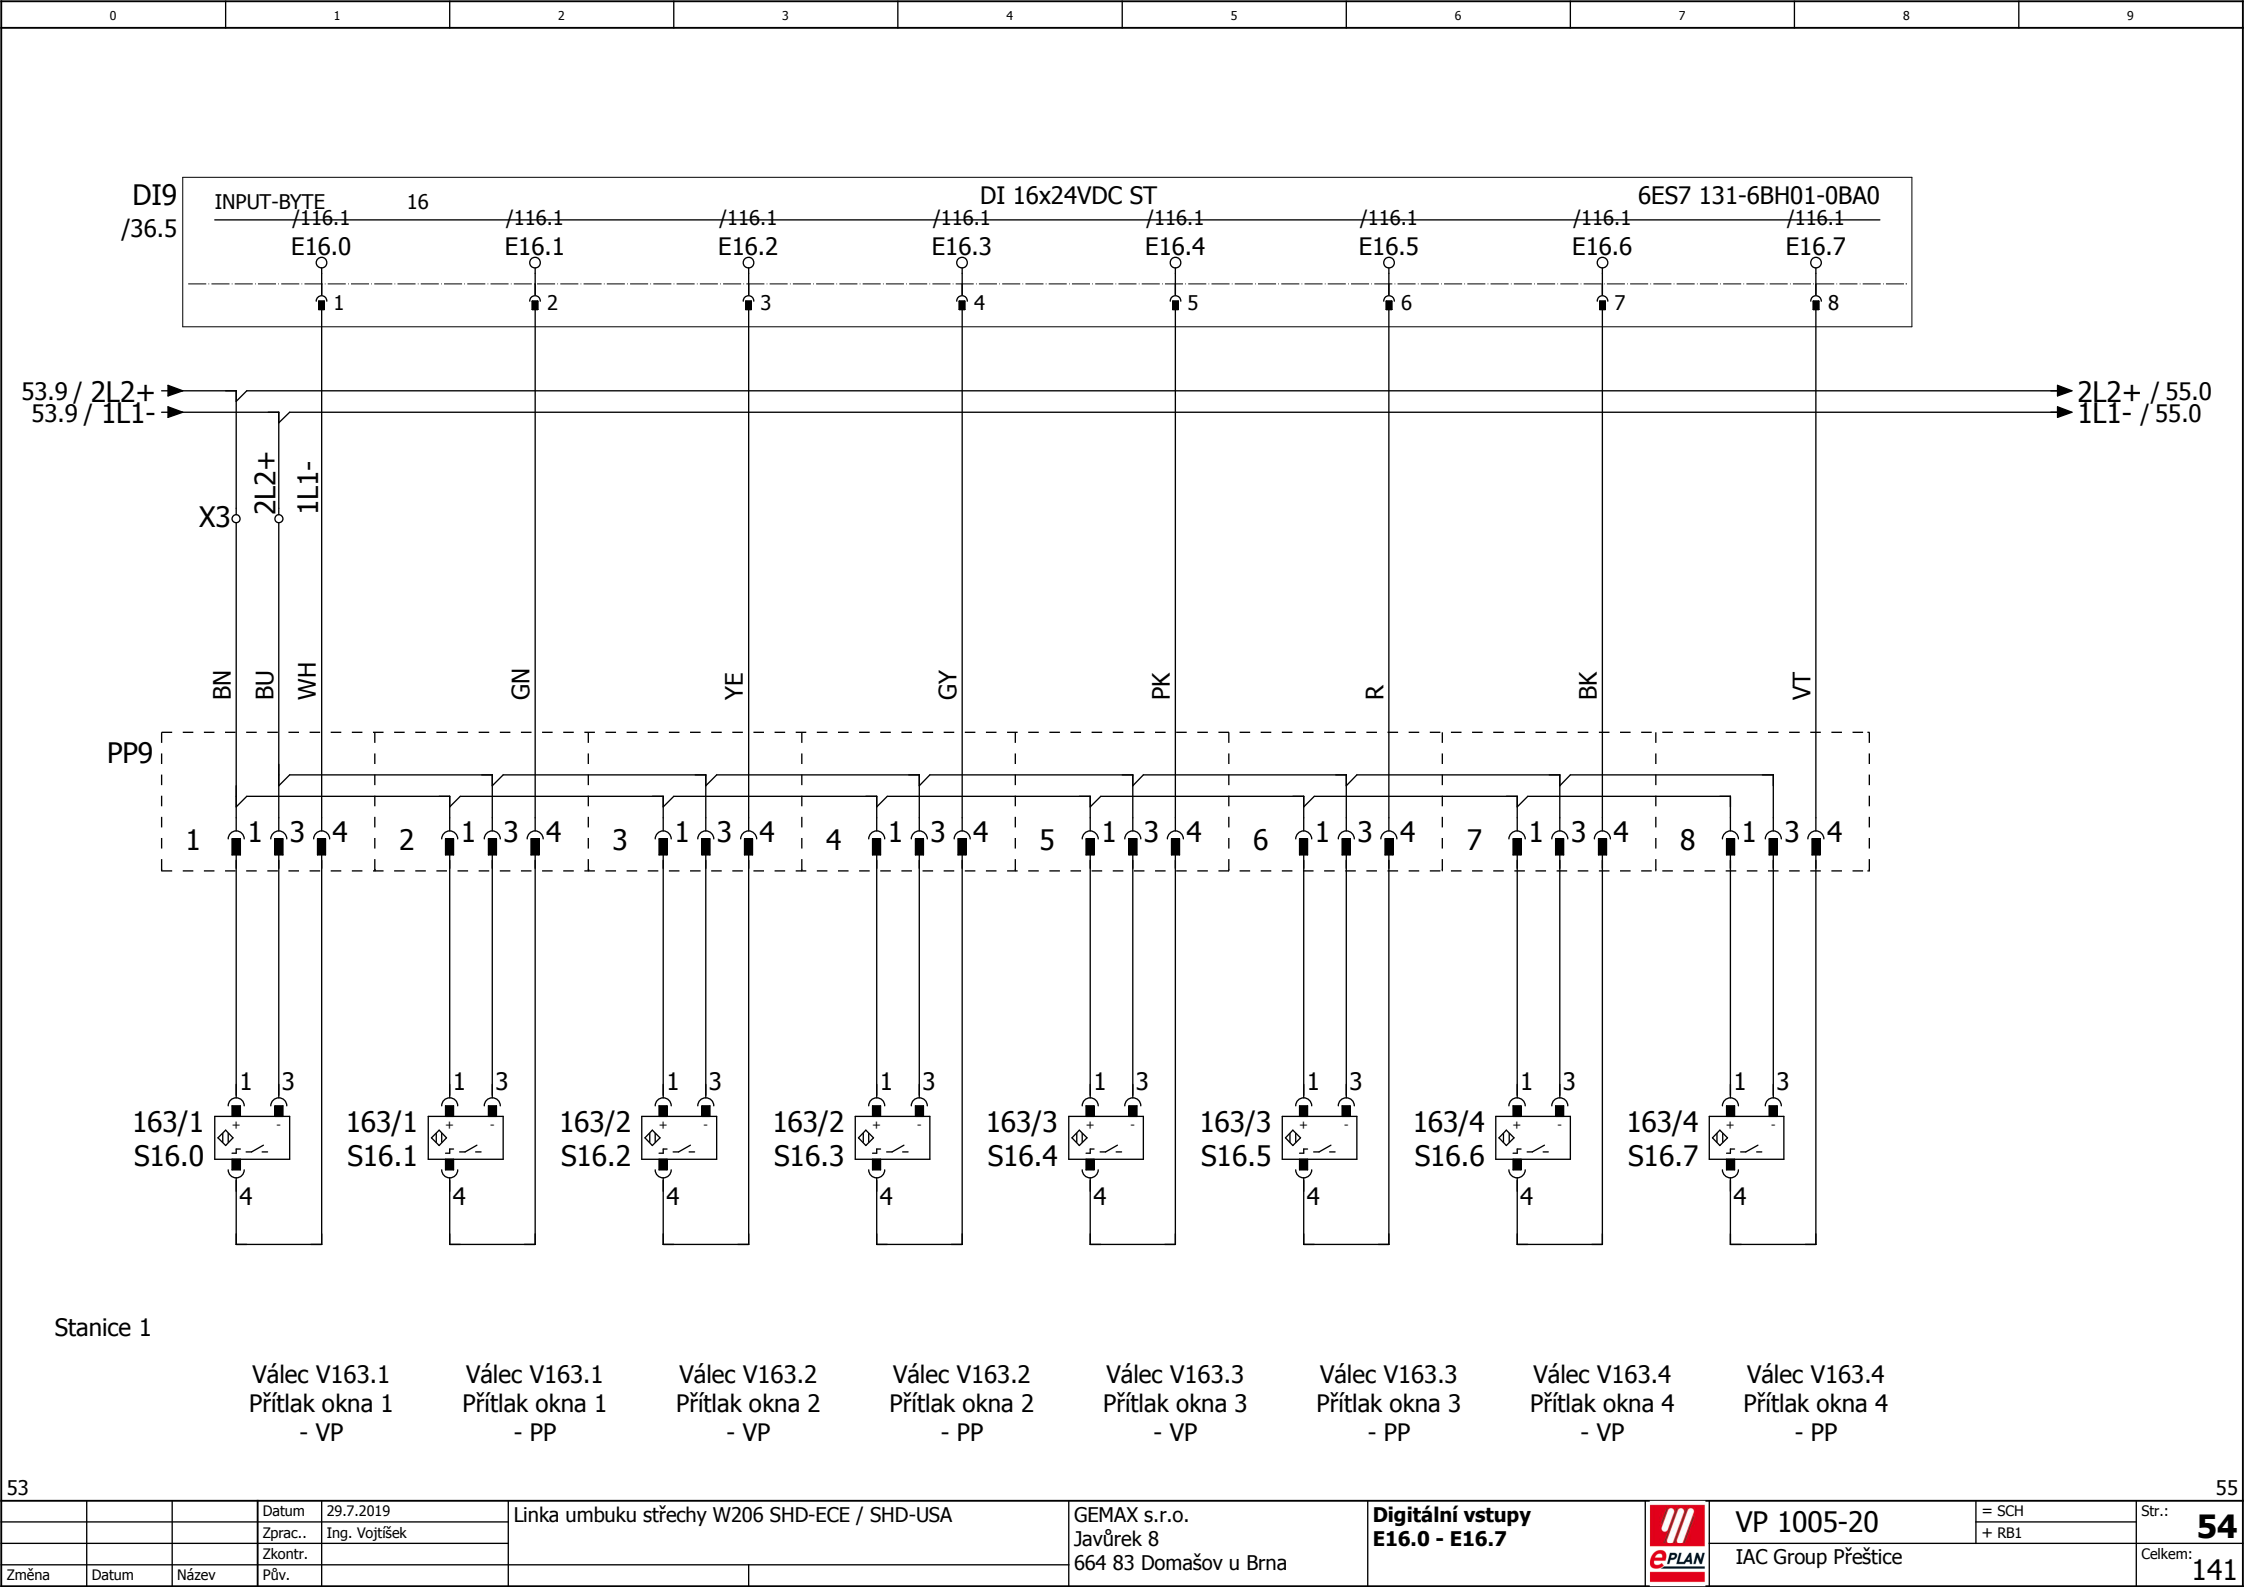 0 1 2 3 4 5 6 7 8 9
DI9
/36.5
INPUT-BYTE 16 DI 16x24VDC ST 6ES7 131-6BH01-0BA0
/116.1 /116.1 /116.1 /116.1 /116.1 /116.1 /116.1 /116.1
E16.0 E16.1 E16.2 E16.3 E16.4 E16.5 E16.6 E16.7
1 2 3 4 5 6 7 8
53.9 / 2L2+ 2L2+ / 55.0
53.9 / 1L1- 1L1- / 55.0
2L2+ 1L1-
X3
BN BU WH GN YE GY PK R BK VT
PP9
1 1 3 4 2 1 3 4 3 1 3 4 4 1 3 4 5 1 3 4 6 1 3 4 7 1 3 4 8 1 3 4
1 3 1 3 1 3 1 3 1 3 1 3 1 3 1 3
163/1 163/1 163/2 163/2 163/3 163/3 163/4 163/4
+ - + - + - + - + - + - + - + -
S16.0 S16.1 S16.2 S16.3 S16.4 S16.5 S16.6 S16.7
4 4 4 4 4 4 4 4
Stanice 1
Válec V163.1 Válec V163.1 Válec V163.2 Válec V163.2 Válec V163.3 Válec V163.3 Válec V163.4 Válec V163.4
Přítlak okna 1 Přítlak okna 1 Přítlak okna 2 Přítlak okna 2 Přítlak okna 3 Přítlak okna 3 Přítlak okna 4 Přítlak okna 4
- VP - PP - VP - PP - VP - PP - VP - PP
53 55
Datum 29.7.2019
Zprac.. Ing. Vojtíšek
Zkontr.
Změna Datum Název Pův.
Linka umbuku střechy W206 SHD-ECE / SHD-USA
GEMAX s.r.o.
Javůrek 8
664 83 Domašov u Brna
Digitální vstupy
E16.0 - E16.7
ePLAN
VP 1005-20
IAC Group Přeštice
= SCH
+ RB1
Str.: 54
Celkem: 141